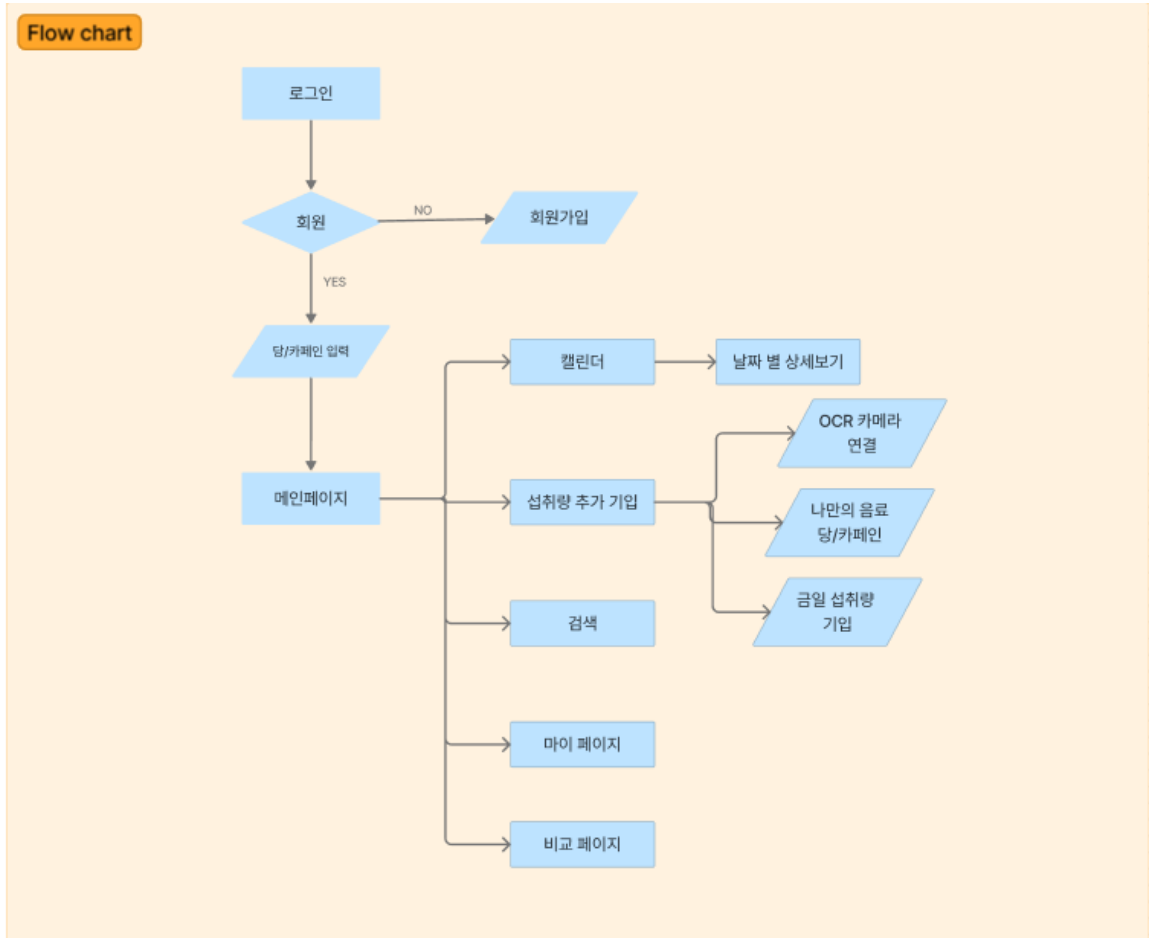 Flow chart
로그인
회원
NO
회원가입
YES
당/카페인 입력
캘린더
날짜 별 상세보기
OCR 카메라
연결
메인페이지
섭취량 추가 기입
나만의 음료
당/카페인
금일 섭취량
기입
검색
마이 페이지
비교 페이지